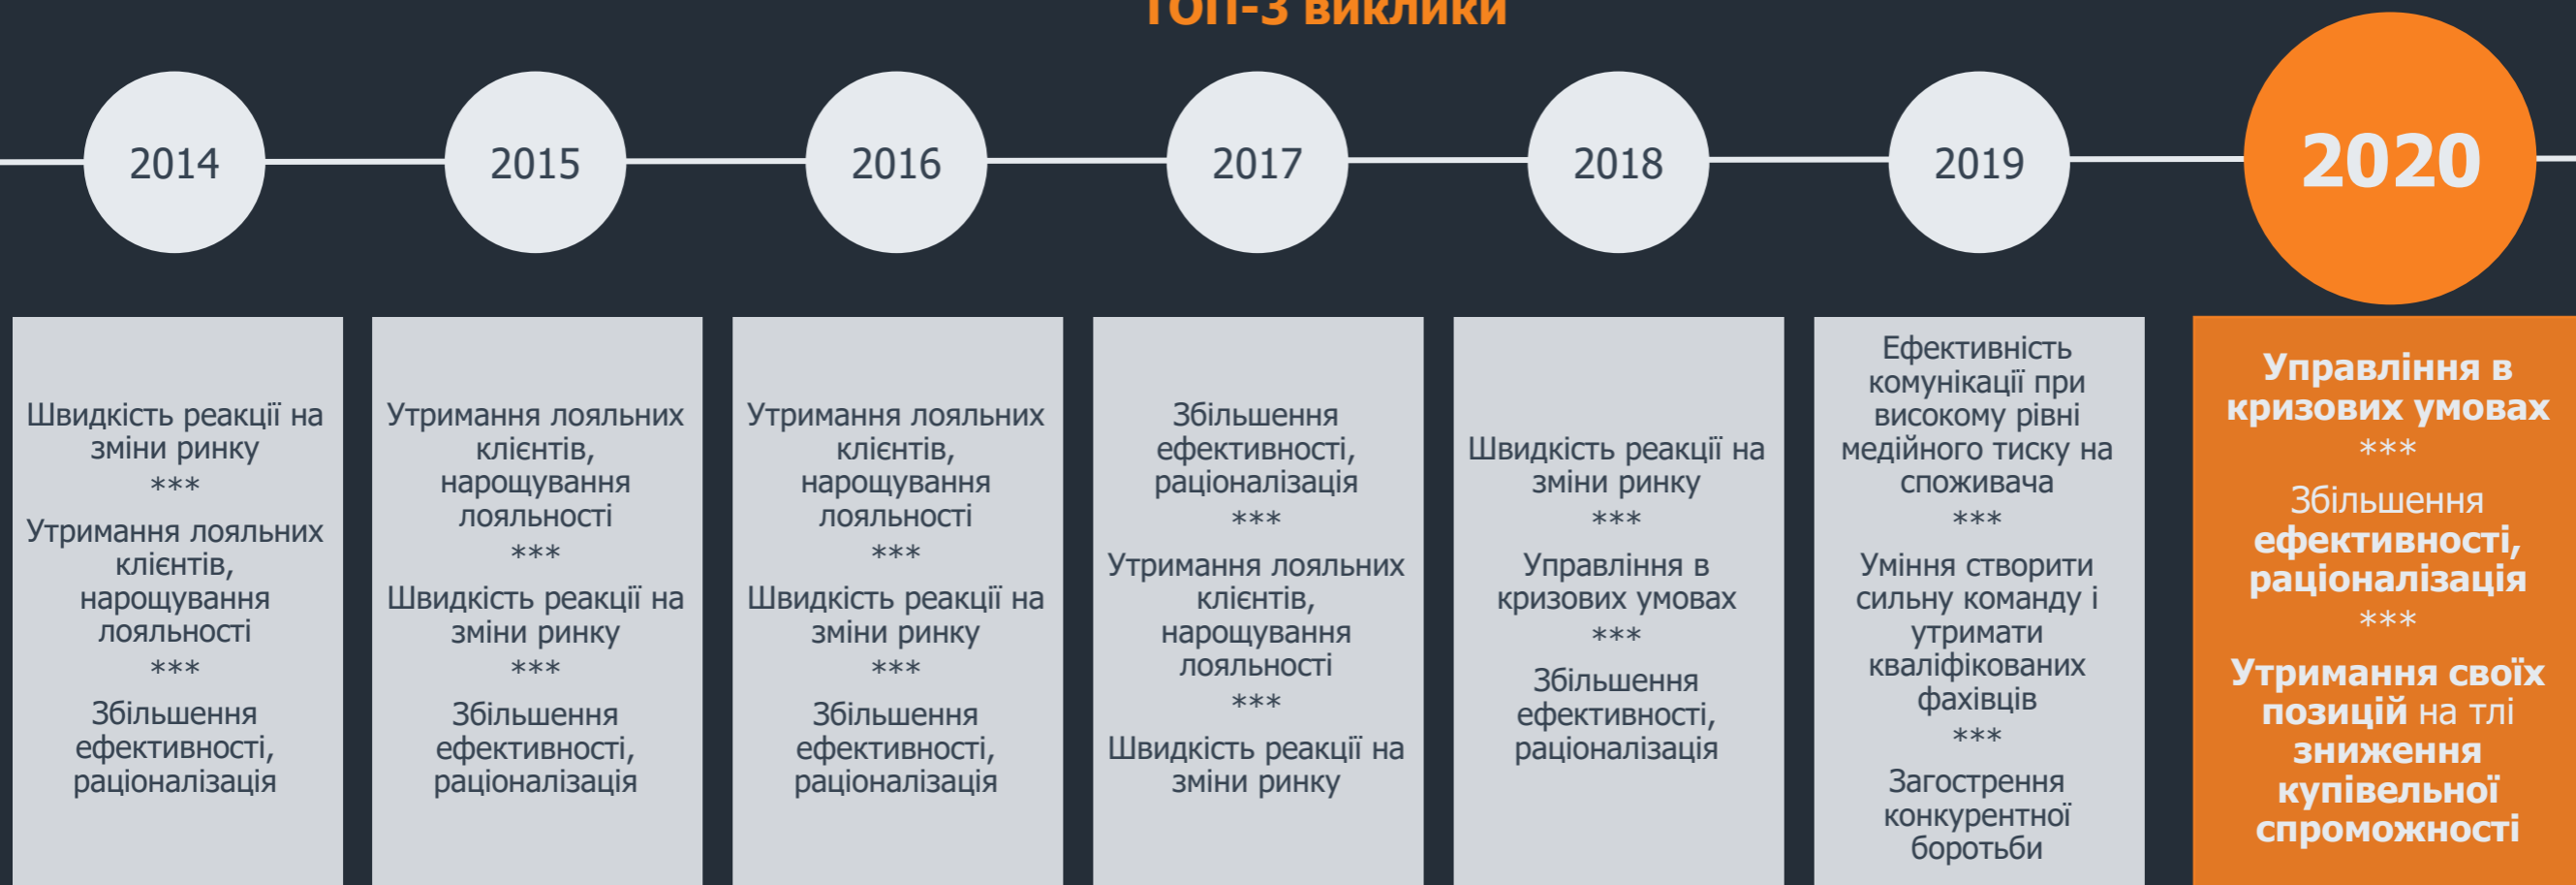 ТОП-3 виклики
2014
2015
2016
2017
2018
2019
2020
Швидкість реакції на
зміни ринку
***
Утримання лояльних
клієнтів,
нарощування
лояльності
***
Збільшення
ефективності,
раціоналізація
Утримання лояльних
клієнтів,
нарощування
лояльності
***
Швидкість реакції на
зміни ринку
***
Збільшення
ефективності,
раціоналізація
Утримання лояльних
клієнтів,
нарощування
лояльності
***
Швидкість реакції на
зміни ринку
***
Збільшення
ефективності,
раціоналізація
Збільшення
ефективності,
раціоналізація
***
Утримання лояльних
клієнтів,
нарощування
лояльності
***
Швидкість реакції на
зміни ринку
Швидкість реакції на
зміни ринку
***
Управління в
кризових умовах
***
Збільшення
ефективності,
раціоналізація
Ефективність
комунікації при
високому рівні
медійного тиску на
споживача
***
Уміння створити
сильну команду і
утримати
кваліфікованих
фахівців
***
Загострення
конкурентної
боротьби
Управління в
кризових умовах
***
Збільшення
ефективності,
раціоналізація
***
Утримання своїх
позицій на тлі
зниження
купівельної
спроможності